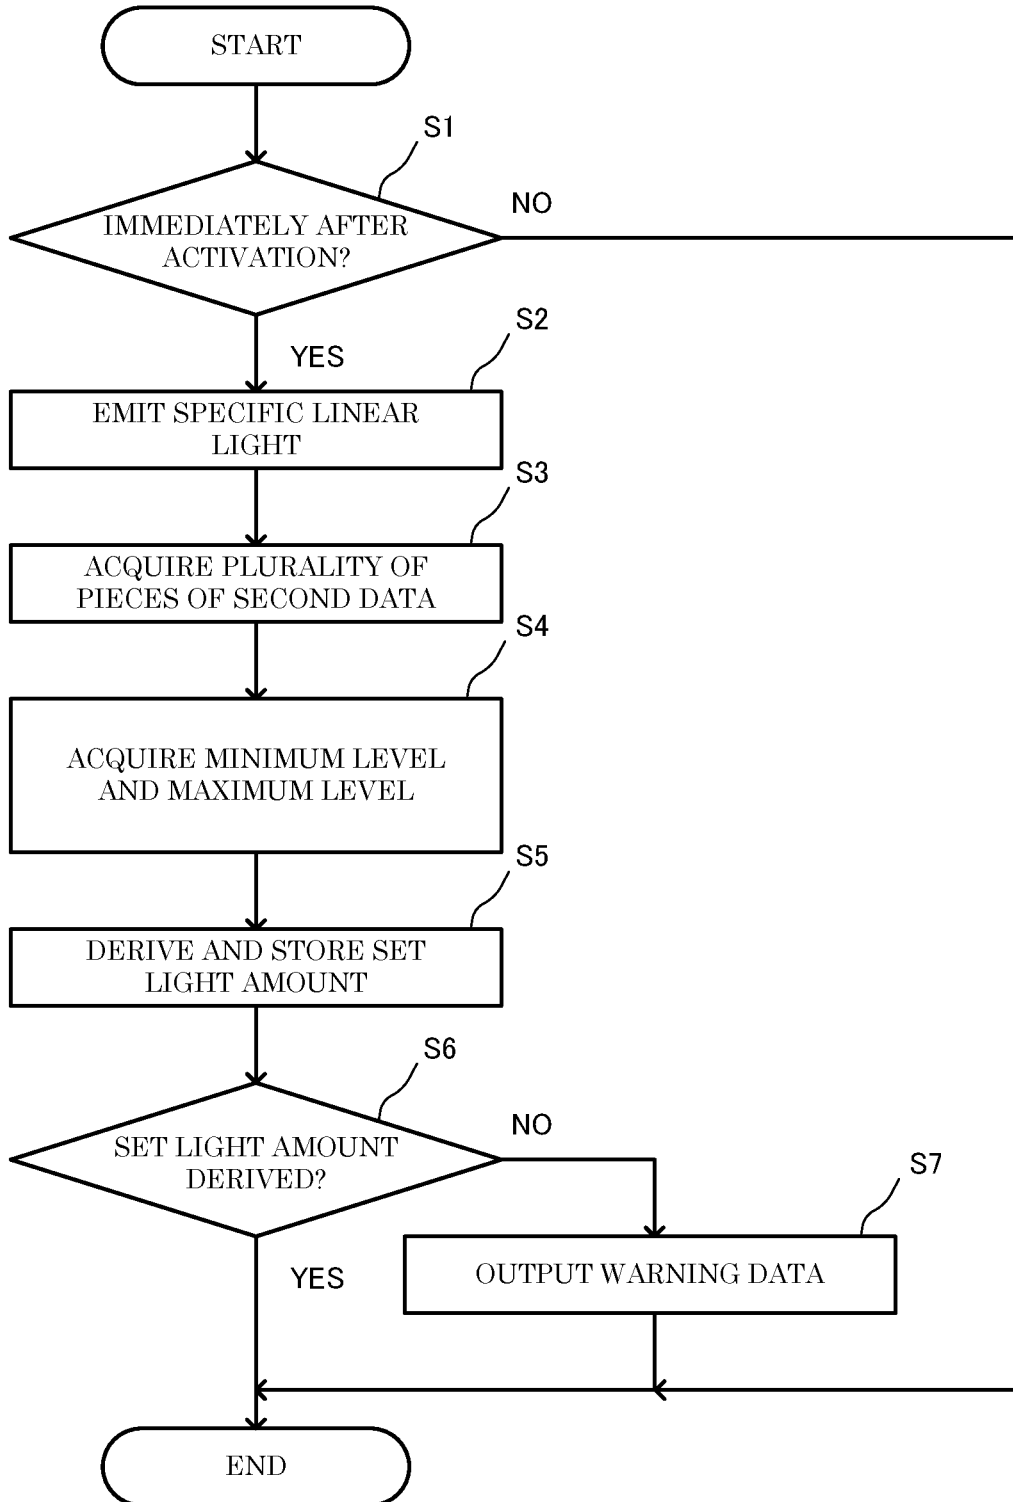 START
S1
IMMEDIATELY AFTER
ACTIVATION?
NO
YES
S2
EMIT SPECIFIC LINEAR
LIGHT
S3
ACQUIRE PLURALITY OF
PIECES OF SECOND DATA
S4
ACQUIRE MINIMUM LEVEL
AND MAXIMUM LEVEL
S5
DERIVE AND STORE SET
LIGHT AMOUNT
S6
SET LIGHT AMOUNT
DERIVED?
NO
YES
S7
OUTPUT WARNING DATA
END